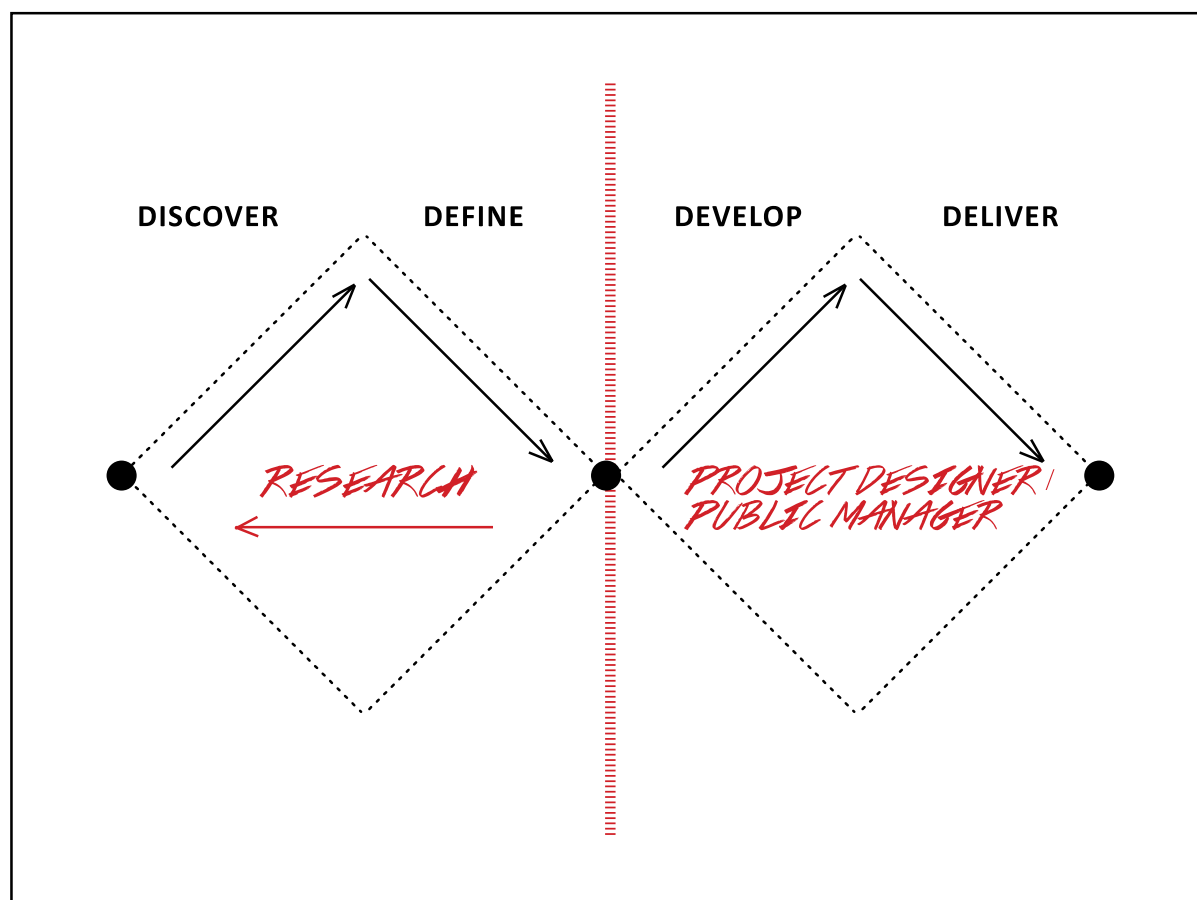 DISCOVER DEFINE DEVELOP DELIVER
RESEARCH
PROJECT DESIGNER /
PUBLIC MANAGER